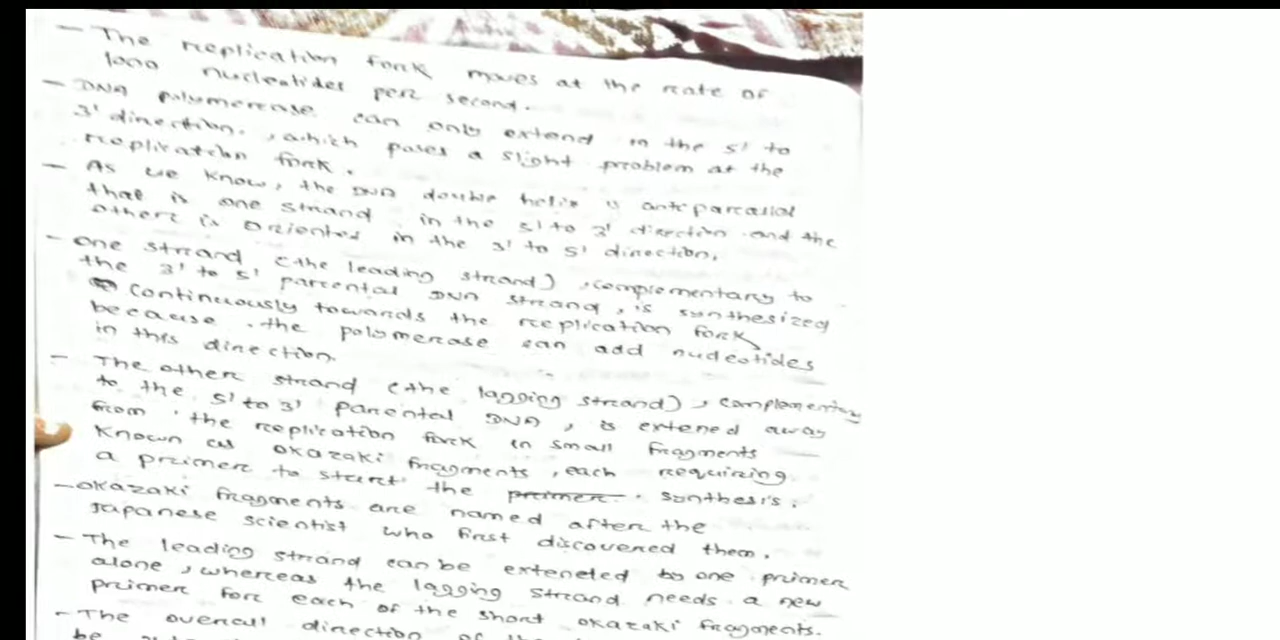 - The replication fork moves at the rate of
1000 nucleotides per second.
- DNA polymerase can only extend in the 5' to
3' direction, which poses a slight problem at the
replication fork.
- As we know, the DNA double helix is antiparallel
that is one strand in the 5' to 3' direction and the
other is oriented in the 3' to 5' direction.
- One strand (the leading strand), complementary to
the 3' to 5' parental DNA strand, is synthesized
continuously towards the replication fork
because the polymerase can add nucleotides
in this direction.
- The other strand (the lagging strand), complementary
to the 5' to 3' parental DNA, is extened away
from the replication fork in small fragments
known as okazaki fragments, each requiring
a primer to start the primer synthesis.
- okazaki fragments are named after the
Japanese scientist who first discovered them.
- The leading strand can be exteneted by one primer
alone, whereas the lagging strand needs a new
primer for each of the short okazaki fragments.
- The overall direction of
be